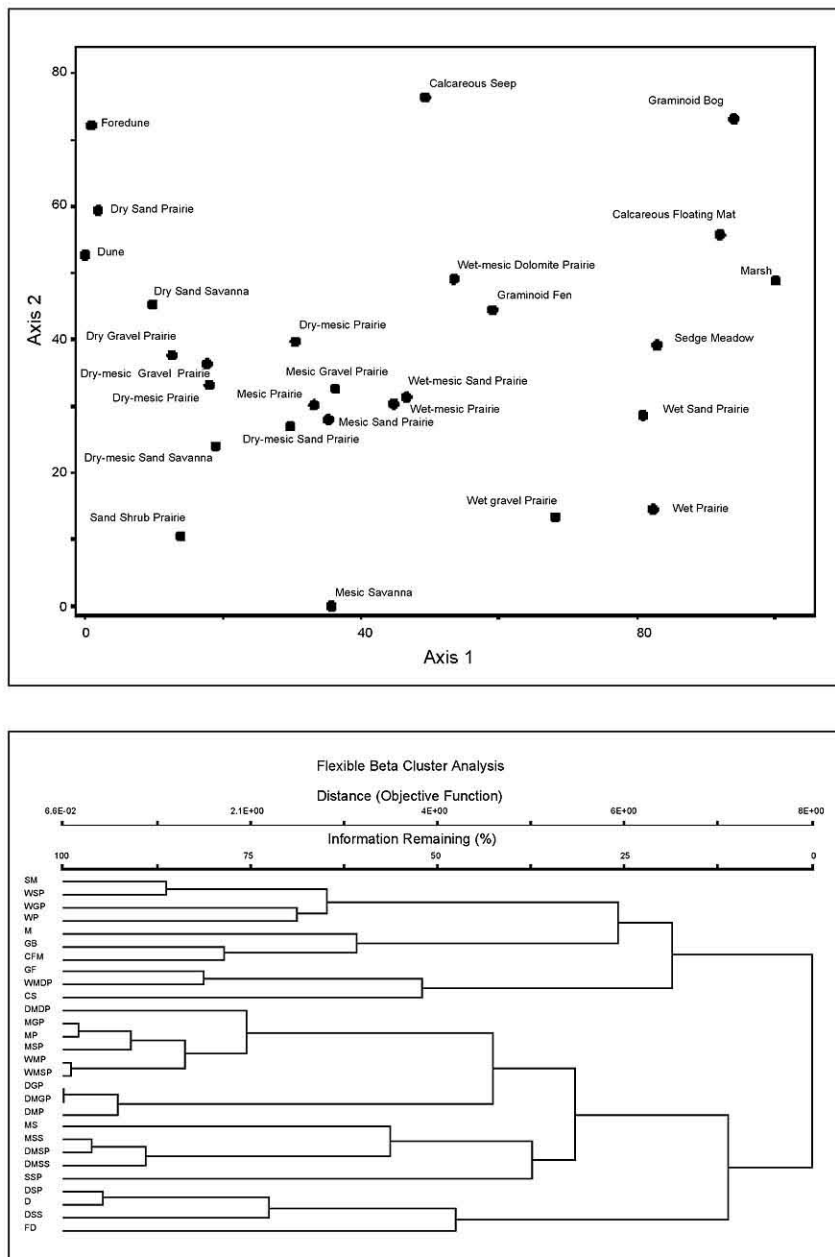 80
Calcareous Seep
Graminoid Bog
Foredune
60
Dry Sand Prairie
Calcareous Floating Mat
Dune
Wet-mesic Dolomite Prairie
Marsh
Dry Sand Savanna
Graminoid Fen
Axis 2
40
Dry Gravel Prairie
Dry-mesic Prairie
Sedge Meadow
Dry-mesic Gravel Prairie
Mesic Gravel Prairie
Wet-mesic Sand Prairie
Dry-mesic Prairie
Mesic Prairie
Wet-mesic Prairie
Wet Sand Prairie
Mesic Sand Prairie
Dry-mesic Sand Prairie
Dry-mesic Sand Savanna
20
Wet gravel Prairie
Wet Prairie
Sand Shrub Prairie
Mesic Savanna
0
0 40 80
Axis 1
Flexible Beta Cluster Analysis
Distance (Objective Function)
6.6E-02 2.1E+00 4E+00 6E+00 8E+00
Information Remaining (%)
100 75 50 25 0
SM
WSP
WGP
WP
M
GB
CFM
GF
WMDP
CS
DMDP
MGP
MP
MSP
WMP
WMSP
DGP
DMGP
DMP
MS
MSS
DMSP
DMSS
SSP
DSP
D
DSS
FD